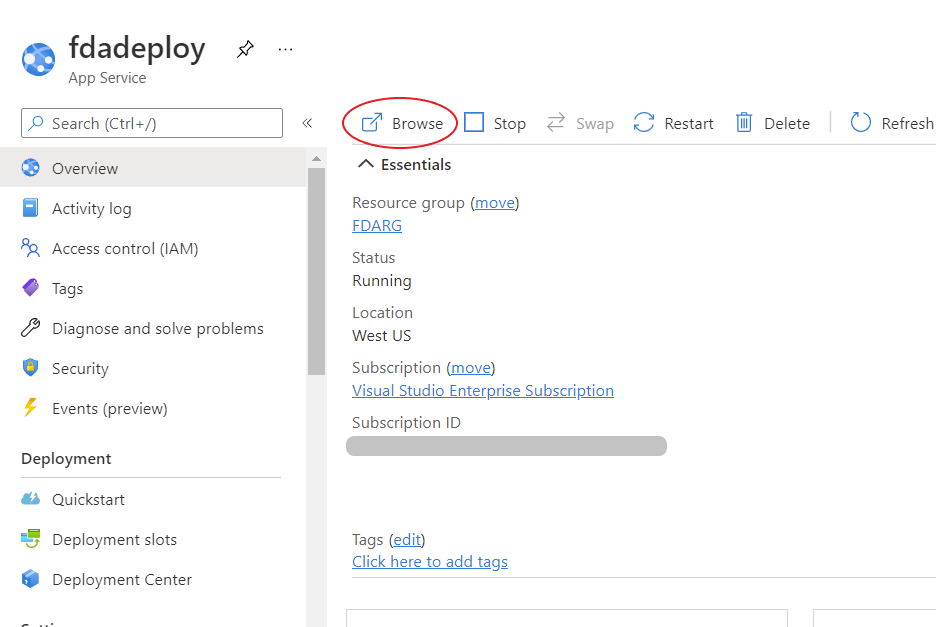 fdadeploy
App Service
Search (Ctrl+/)
Overview
Activity log
Access control (IAM)
Tags
Diagnose and solve problems
Security
Events (preview)
Deployment
Quickstart
Deployment slots
Deployment Center
Browse
Stop
Swap
Restart
Delete
Refresh
Essentials
Resource group (move)
FDARG
Status
Running
Location
West US
Subscription (move)
Visual Studio Enterprise Subscription
Subscription ID
Tags (edit)
Click here to add tags